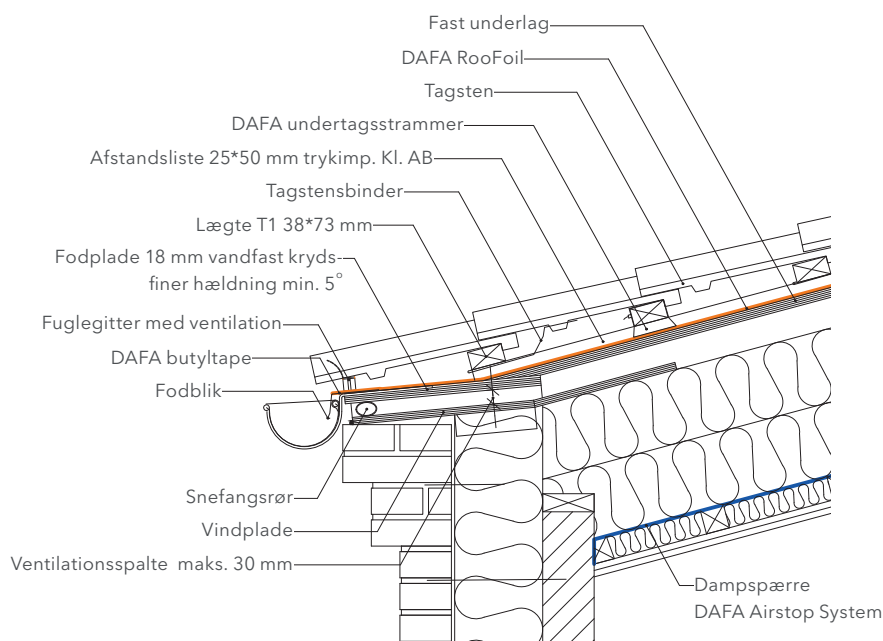 Fast underlag
DAFA RooFoil
Tagsten
DAFA undertagsstrammer
Afstandsliste 25*50 mm trykimp. Kl. AB
Tagstensbinder
Lægte T1 38*73 mm
Fodplade 18 mm vandfast kryds-
finer hældning min. 5°
Fuglegitter med ventilation
DAFA butyltape
Fodblik
Snefangsrør
Vindplade
Ventilationsspalte  maks. 30 mm
Dampspærre
DAFA Airstop System